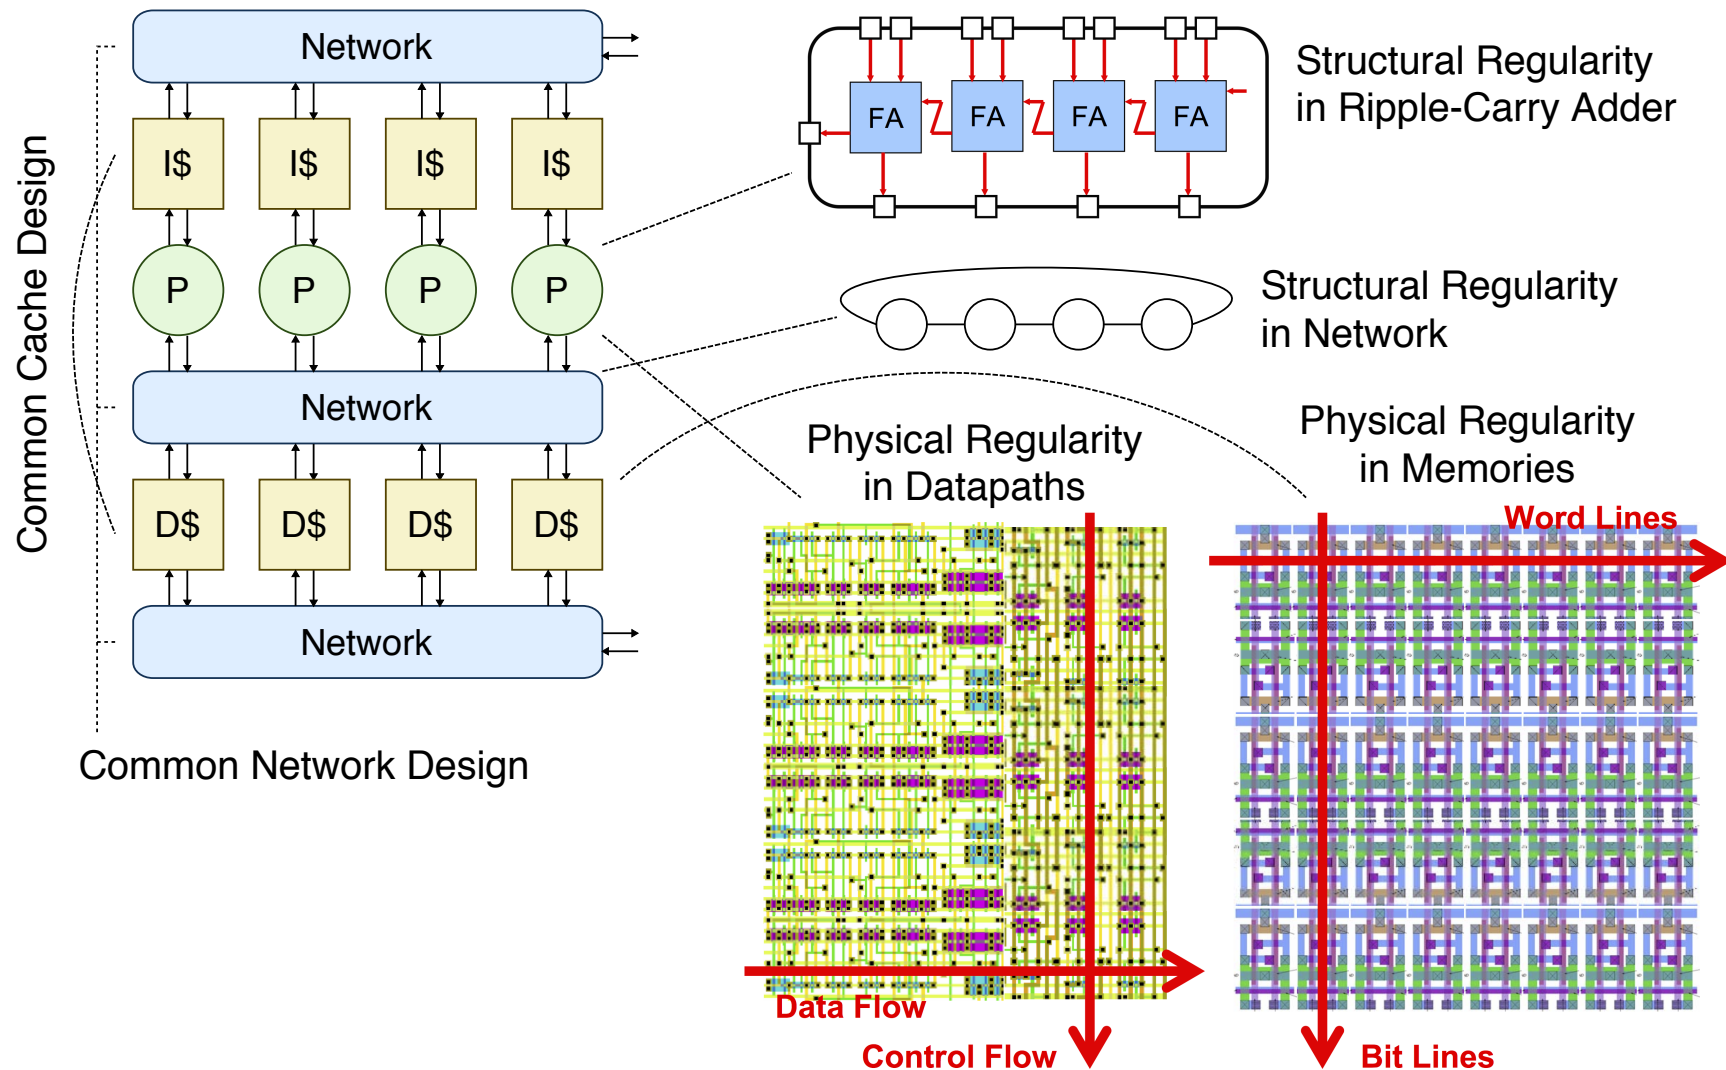 Common Cache Design
Network
I$ I$ I$ I$
P P P P
Network
D$ D$ D$ D$
Network
Common Network Design
FA FA FA FA
Structural Regularity
in Ripple-Carry Adder
Structural Regularity
in Network
Physical Regularity
in Datapaths
Data Flow
Control Flow
Physical Regularity
in Memories
Word Lines
Bit Lines